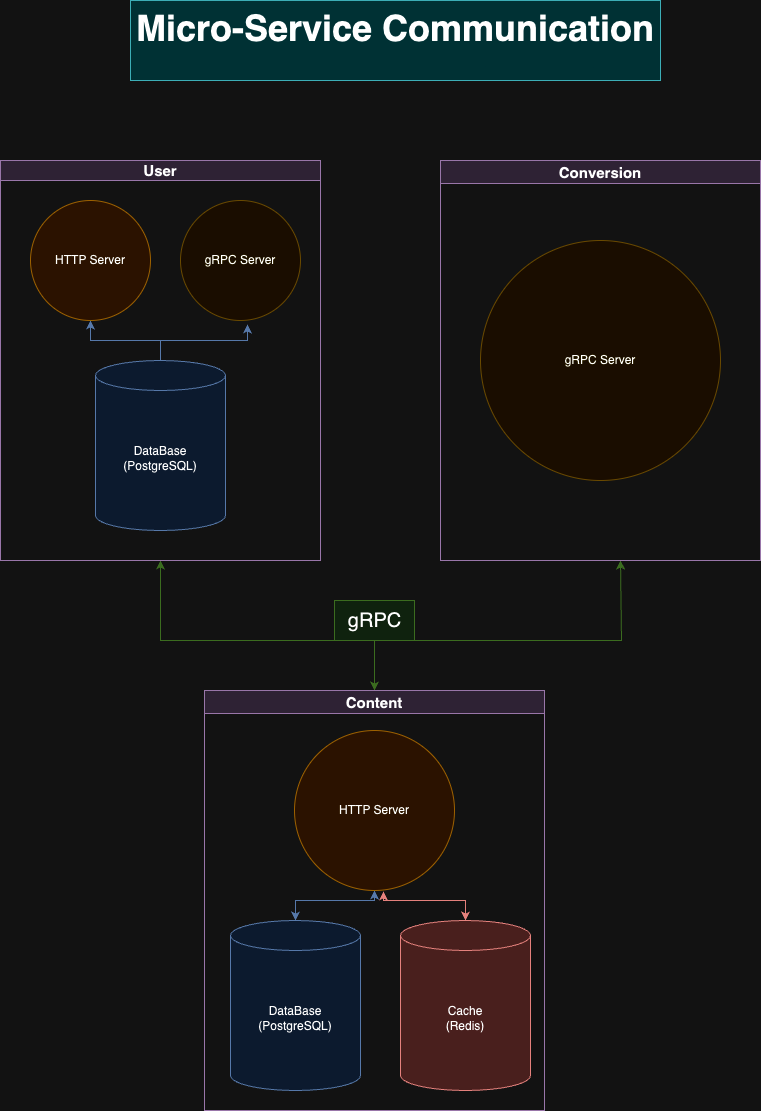 Micro-Service Communication
User
HTTP Server
gRPC Server
DataBase
(PostgreSQL)
Conversion
gRPC Server
gRPC
Content
HTTP Server
DataBase
(PostgreSQL)
Cache
(Redis)